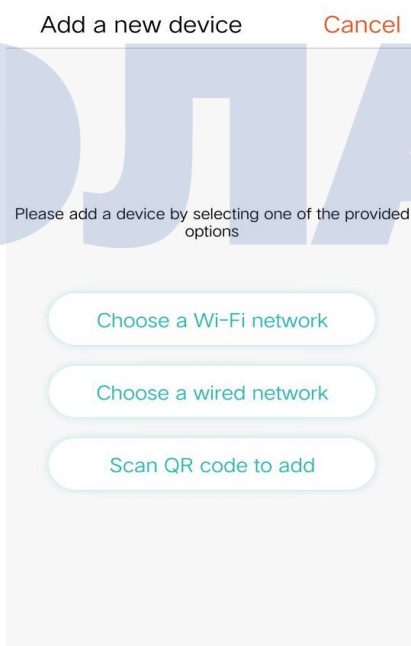 Add a new device Cancel
Please add a device by selecting one of the provided
options
Choose a Wi-Fi network
Choose a wired network
Scan QR code to add